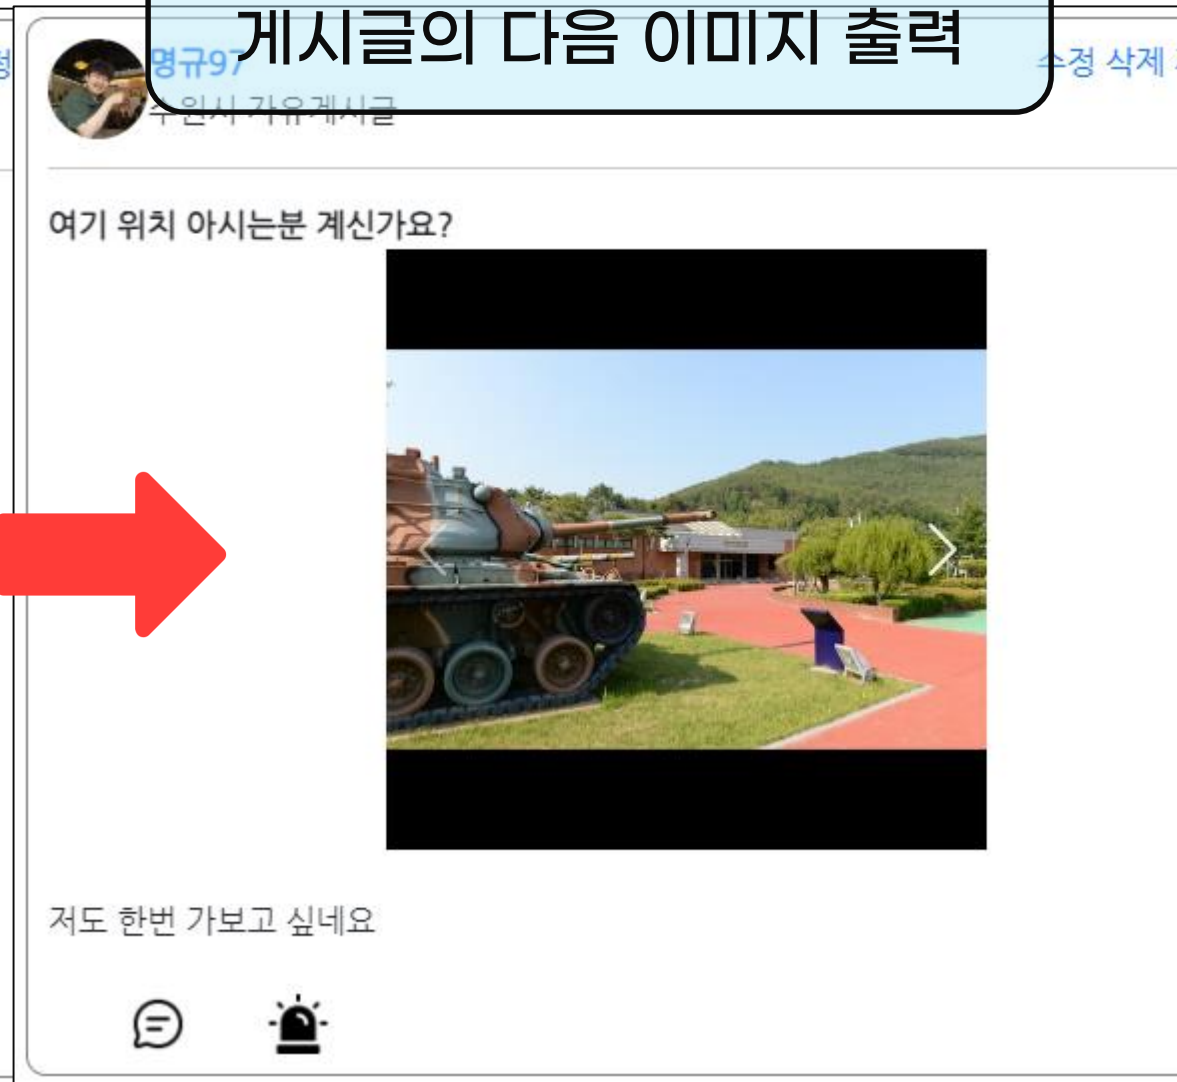 게시글의 다음 이미지 출력
명규97
수정 삭제
수원시 자유게시글
여기 위치 아시는분 계신가요?
저도 한번 가보고 싶네요